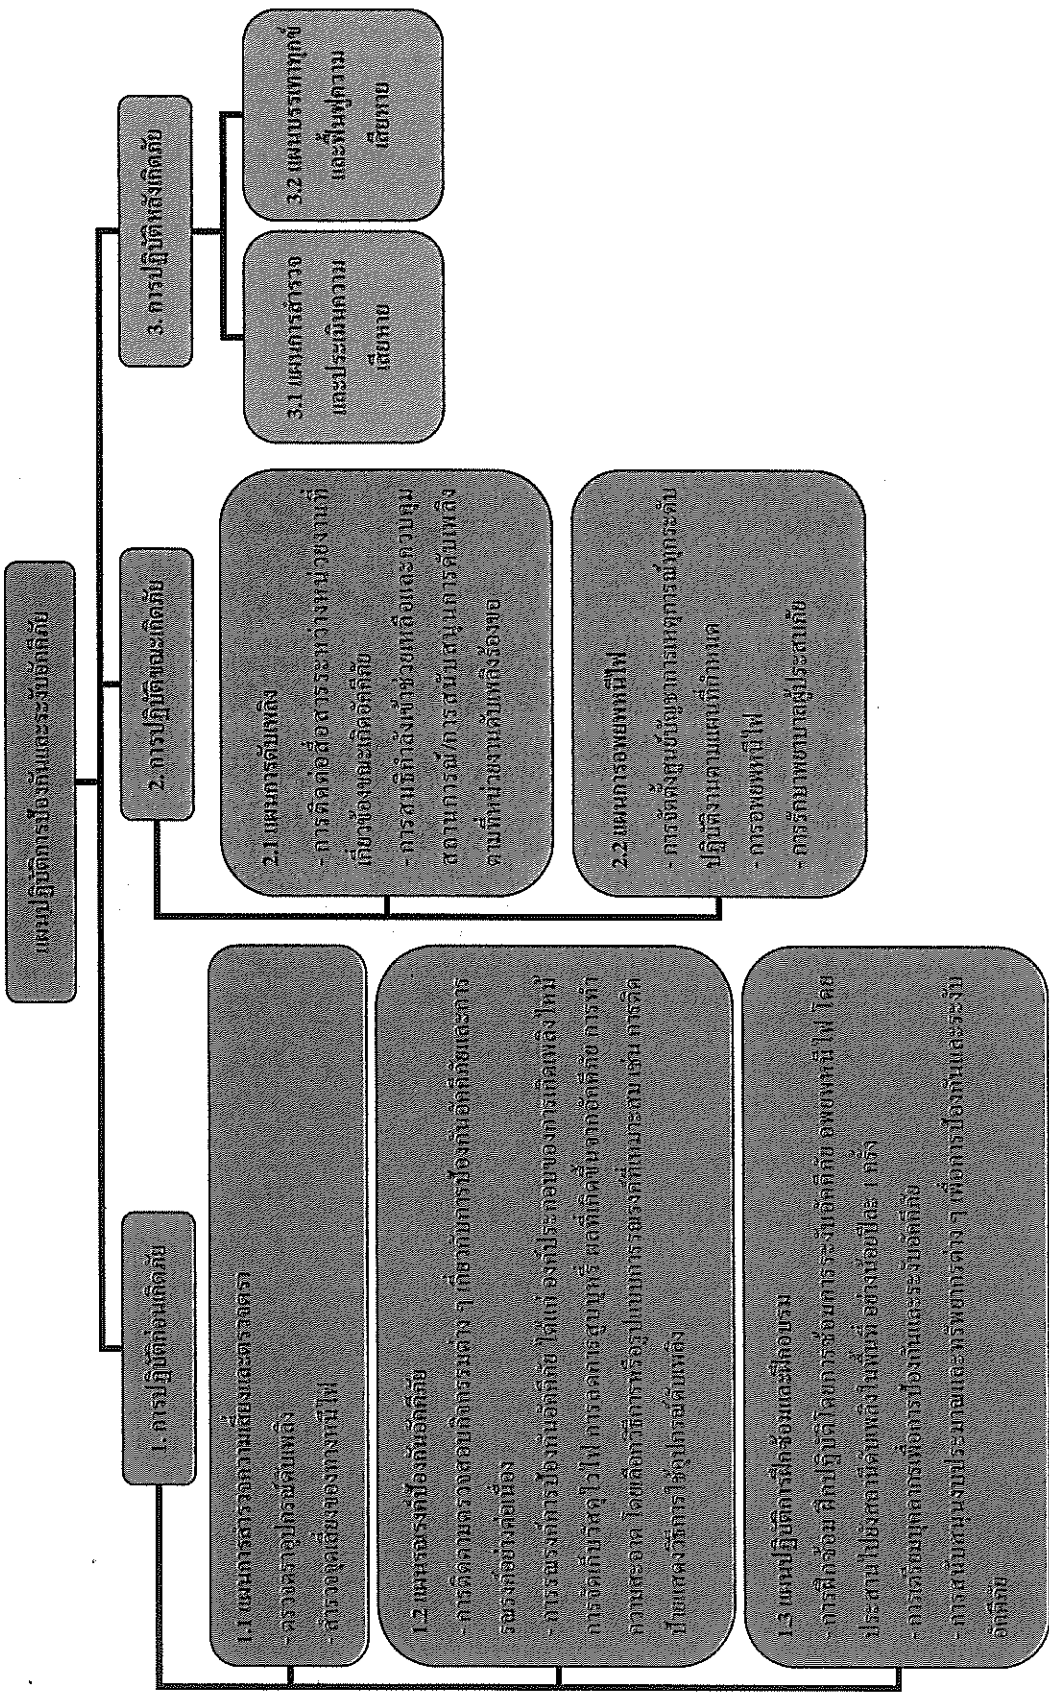 แผนปฏิบัติการป้องกันและระงับอัคคีภัย
1. การปฏิบัติก่อนเกิดภัย
1.1 แผนการสำรวจความเสี่ยงและตรวจตรา
- ตรวจตราอุปกรณ์ดับเพลิง
- สำรวจจุดเสี่ยงของทางหนีไฟ
1.2 แผนรณรงค์ป้องกันอัคคีภัย
- การติดตามตรวจสอบกิจกรรมต่าง ๆ เกี่ยวกับการป้องกันอัคคีภัยและการ
รณรงค์อย่างต่อเนื่อง
- การรณรงค์การป้องกันอัคคีภัย ได้แก่ องค์ประกอบของการเกิดเพลิงไหม้
การจัดเก็บวัสดุไวไฟ การลดการสูบบุหรี่ ผลที่เกิดขึ้นจากอัคคีภัย การทำ
ความสะอาด โดยเลือกวิธีการหรือรูปแบบการรณรงค์ที่เหมาะสม เช่น การติด
ป้ายแสดงวิธีการใช้อุปกรณ์ดับเพลิง
1.3 แผนปฏิบัติการฝึกซ้อมและฝึกอบรม
- การฝึกซ้อม ฝึกปฏิบัติโดยการซ้อมการระงับอัคคีภัย อพยพหนีไฟ โดย
ประสานไปยังสถานีดับเพลิงในพื้นที่ อย่างน้อยปีละ 1 ครั้ง
- การเตรียมบุคลากรเพื่อการป้องกันและระงับอัคคีภัย
- การสนับสนุนงบประมาณและทรัพยากรต่าง ๆ เพื่อการป้องกันและระงับ
อัคคีภัย
2. การปฏิบัติขณะเกิดภัย
2.1 แผนการดับเพลิง
- การติดต่อสื่อสารระหว่างหน่วยงานที่
เกี่ยวข้องขณะเกิดอัคคีภัย
- การสมธิกำลังเข้าช่วยเหลือและควบคุม
สถานการณ์/การสนับสนุนการดับเพลิง
ตามที่หน่วยงานดับเพลิงร้องขอ
2.2 แผนการอพยพหนีไฟ
- การจัดตั้งศูนย์บัญชาการเหตุการณ์ทุกระดับ
ปฏิบัติงานตามแผนที่กำหนด
- การอพยพหนีไฟ
- การรักษาพยาบาลผู้ประสบภัย
3. การปฏิบัติหลังเกิดภัย
3.1 แผนการสำรวจ
และประเมินความ
เสียหาย
3.2 แผนบรรเทาทุกข์
และฟื้นฟูความ
เสียหาย